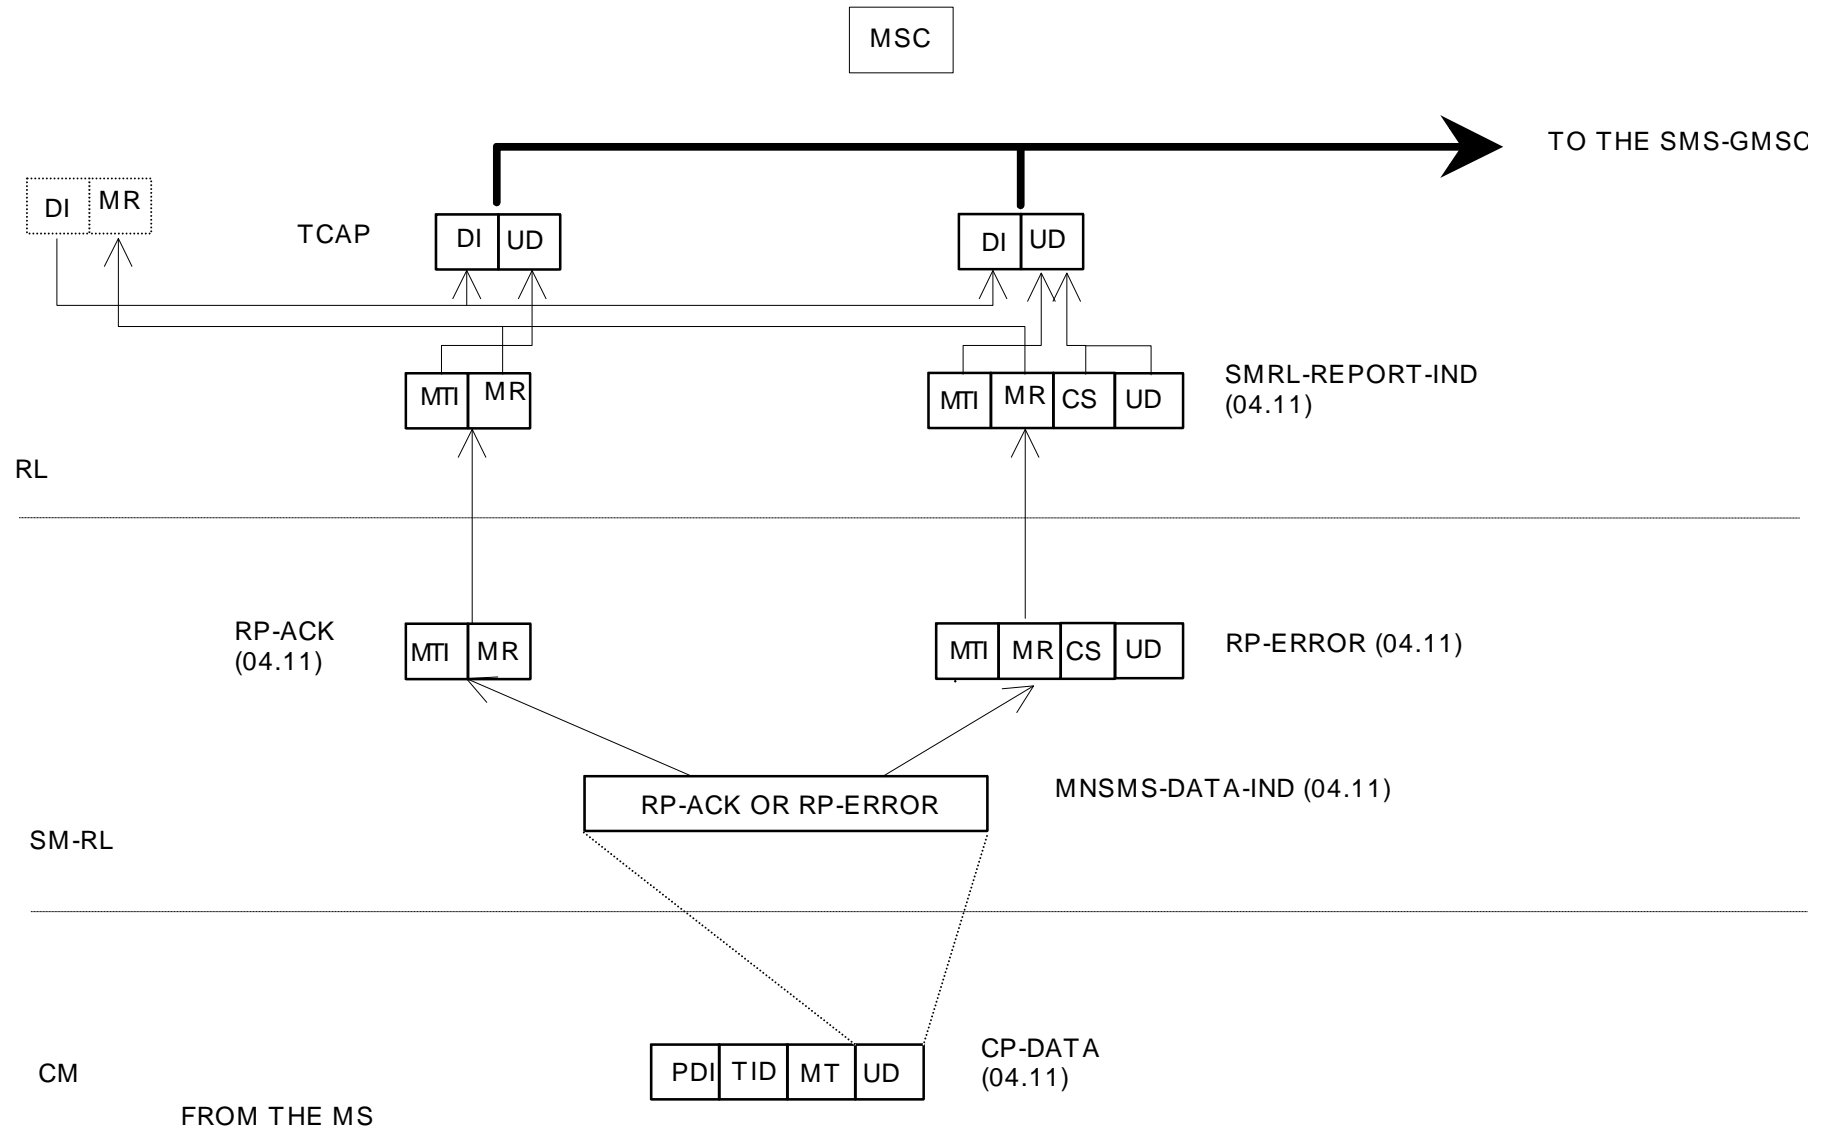 MSC
TO THE SMS-GMSC
DI MR
TCAP
DI UD
DI UD
MTI MR
MTI MR CS UD
SMRL-REPORT-IND
(04.11)
RL
RP-ACK
(04.11)
MTI MR
MTI MR CS UD
RP-ERROR (04.11)
RP-ACK OR RP-ERROR
MNSMS-DATA-IND (04.11)
SM-RL
CM
PDI TID MT UD
CP-DATA
(04.11)
FROM THE MS